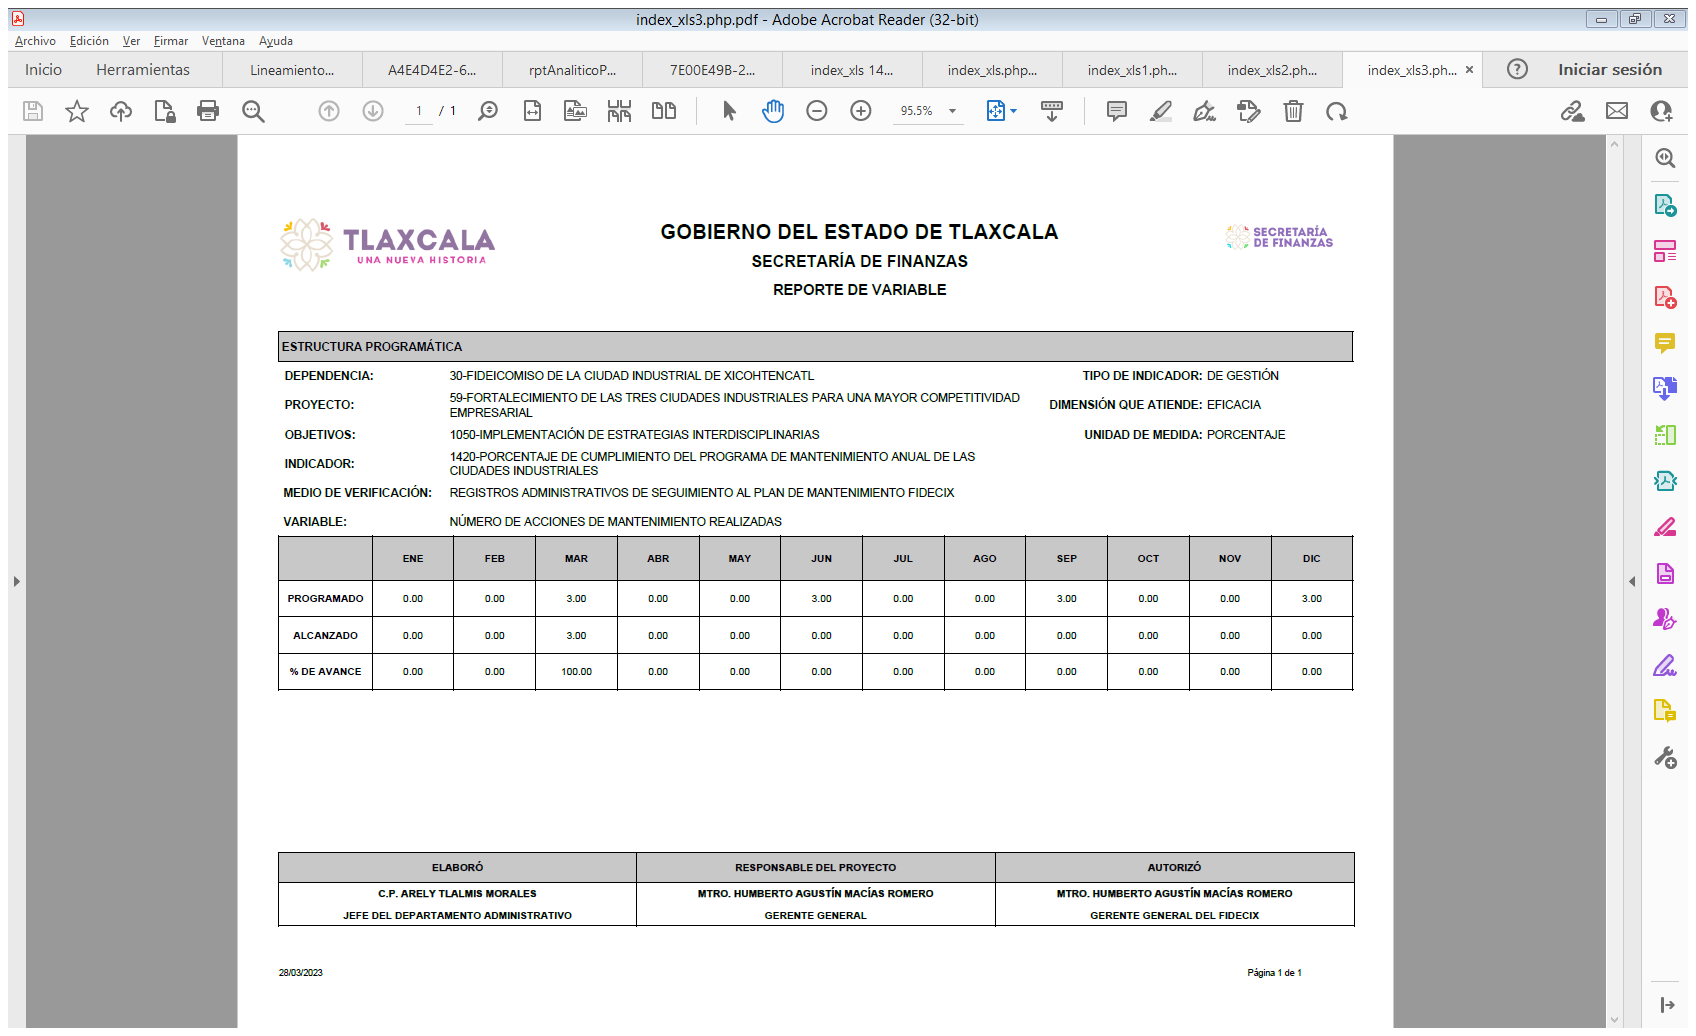 index_xls3.php.pdf - Adobe Acrobat Reader (32-bit)
Archivo Edición Ver Firmar Ventana Ayuda
Inicio Herramientas Lineamiento... A4E4D4E2-6... rptAnaliticoP... 7E00E49B-2... index_xls 14... index_xls.php... index_xls1.ph... index_xls2.ph... index_xls3.ph... × ? Iniciar sesión
1 / 1 95.5%
TLAXCALA
UNA NUEVA HISTORIA
GOBIERNO DEL ESTADO DE TLAXCALA
SECRETARÍA DE FINANZAS
REPORTE DE VARIABLE
SECRETARÍA
DE FINANZAS
ESTRUCTURA PROGRAMÁTICA
DEPENDENCIA: 30-FIDEICOMISO DE LA CIUDAD INDUSTRIAL DE XICOHTENCATL TIPO DE INDICADOR: DE GESTIÓN
PROYECTO: 59-FORTALECIMIENTO DE LAS TRES CIUDADES INDUSTRIALES PARA UNA MAYOR COMPETITIVIDAD
EMPRESARIAL DIMENSIÓN QUE ATIENDE: EFICACIA
OBJETIVOS: 1050-IMPLEMENTACIÓN DE ESTRATEGIAS INTERDISCIPLINARIAS UNIDAD DE MEDIDA: PORCENTAJE
INDICADOR: 1420-PORCENTAJE DE CUMPLIMIENTO DEL PROGRAMA DE MANTENIMIENTO ANUAL DE LAS
CIUDADES INDUSTRIALES
MEDIO DE VERIFICACIÓN: REGISTROS ADMINISTRATIVOS DE SEGUIMIENTO AL PLAN DE MANTENIMIENTO FIDECIX
VARIABLE: NÚMERO DE ACCIONES DE MANTENIMIENTO REALIZADAS
ENE FEB MAR ABR MAY JUN JUL AGO SEP OCT NOV DIC
PROGRAMADO 0.00 0.00 3.00 0.00 0.00 3.00 0.00 0.00 3.00 0.00 0.00 3.00
ALCANZADO 0.00 0.00 3.00 0.00 0.00 0.00 0.00 0.00 0.00 0.00 0.00 0.00
% DE AVANCE 0.00 0.00 100.00 0.00 0.00 0.00 0.00 0.00 0.00 0.00 0.00 0.00
ELABORÓ RESPONSABLE DEL PROYECTO AUTORIZÓ
C.P. ARELY TLALMIS MORALES MTRO. HUMBERTO AGUSTÍN MACÍAS ROMERO MTRO. HUMBERTO AGUSTÍN MACÍAS ROMERO
JEFE DEL DEPARTAMENTO ADMINISTRATIVO GERENTE GENERAL GERENTE GENERAL DEL FIDECIX
28/03/2023 Página 1 de 1